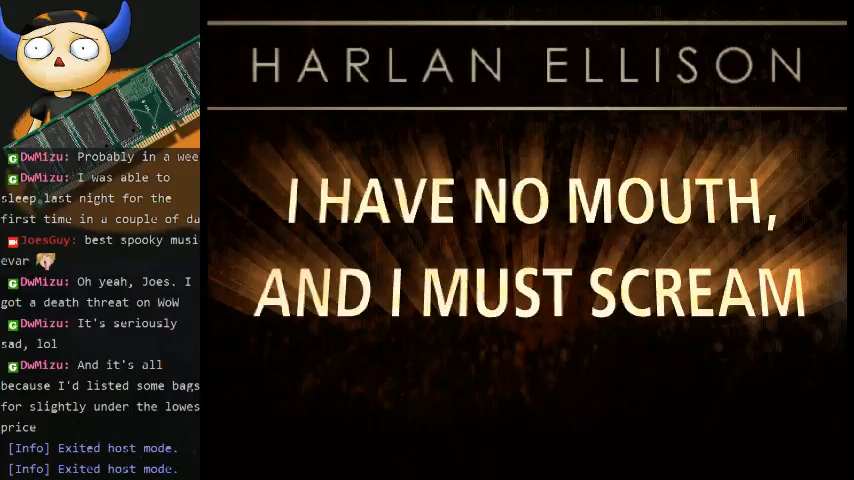 HARLAN ELLISON
I HAVE NO MOUTH,
AND I MUST SCREAM
DwMizu: Probably in a wee
DwMizu: I was able to
sleep last night for the
first time in a couple of da
JoesGuy: best spooky musi
evar
DwMizu: Oh yeah, Joes. I
got a death threat on WoW
DwMizu: It's seriously
sad, lol
DwMizu: And it's all
because I'd listed some bags
for slightly under the lowes
price
[Info] Exited host mode.
[Info] Exited host mode.